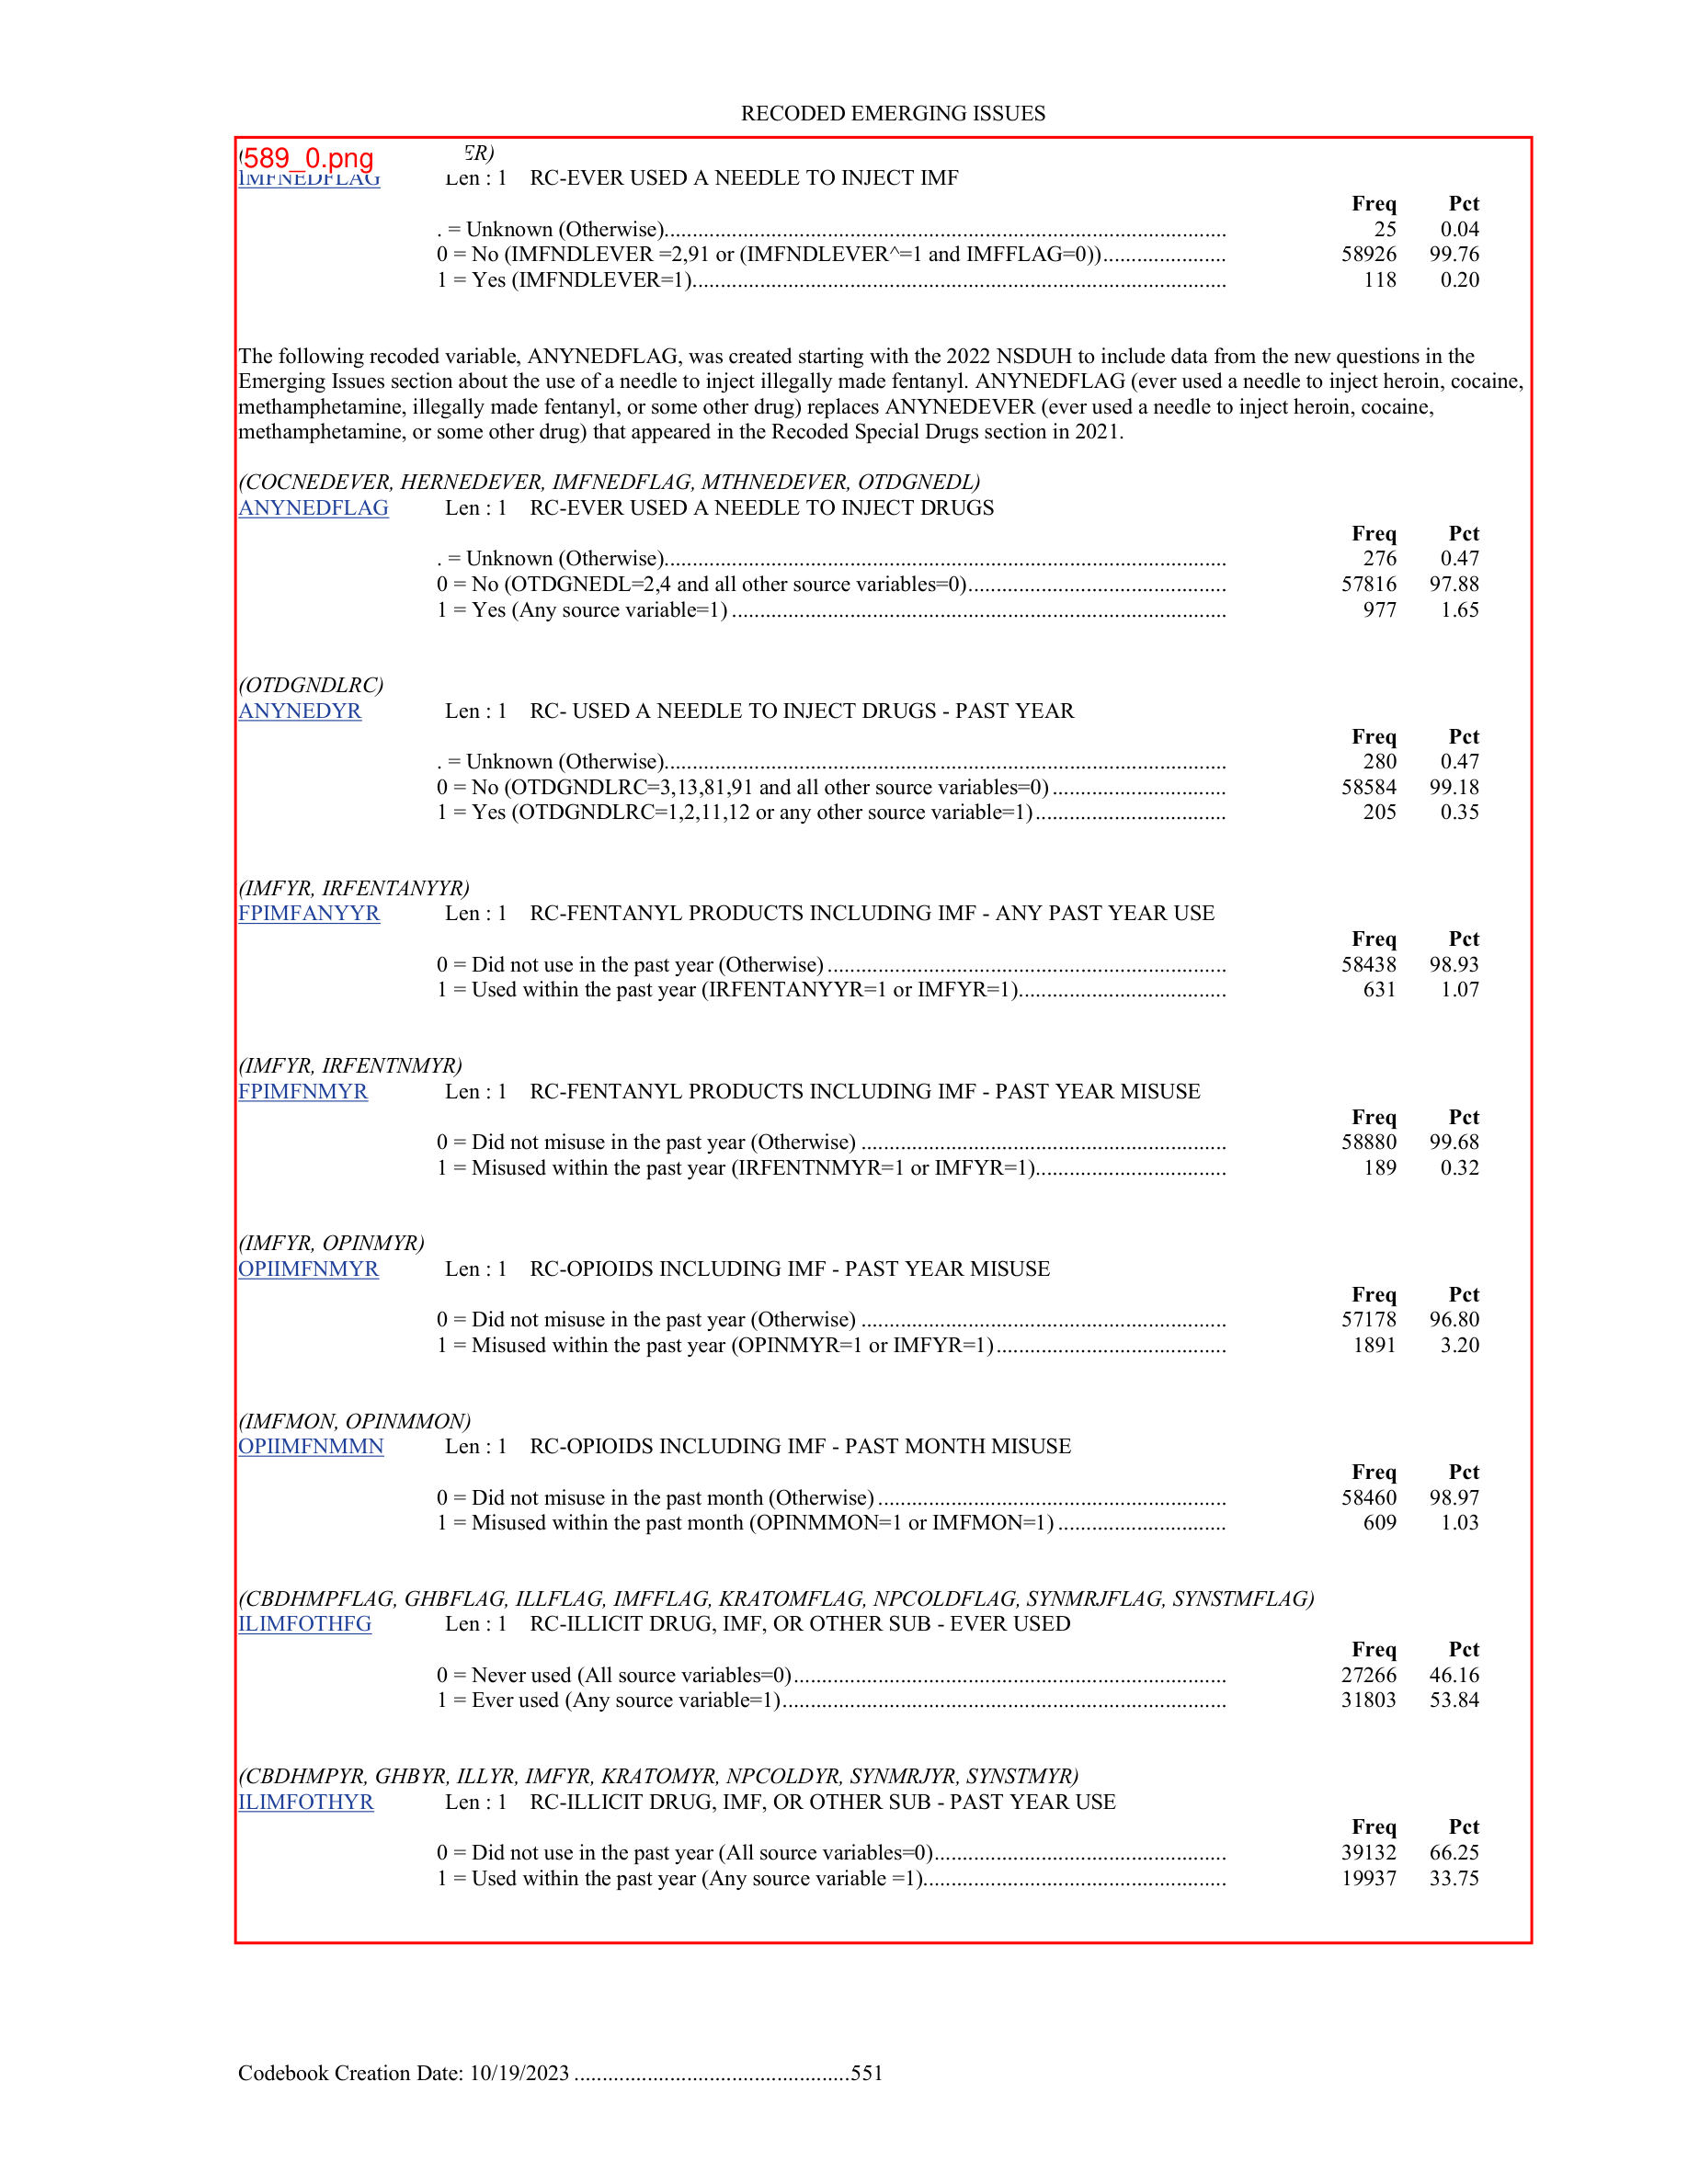 RECODED EMERGING ISSUES
589_0.png ER)
IMFNEDFLAG Len : 1 RC-EVER USED A NEEDLE TO INJECT IMF
Freq Pct
. = Unknown (Otherwise).................................................................................................... 25 0.04
0 = No (IMFNDLEVER =2,91 or (IMFNDLEVER^=1 and IMFFLAG=0))...................... 58926 99.76
1 = Yes (IMFNDLEVER=1)............................................................................................... 118 0.20
The following recoded variable, ANYNEDFLAG, was created starting with the 2022 NSDUH to include data from the new questions in the
Emerging Issues section about the use of a needle to inject illegally made fentanyl. ANYNEDFLAG (ever used a needle to inject heroin, cocaine,
methamphetamine, illegally made fentanyl, or some other drug) replaces ANYNEDEVER (ever used a needle to inject heroin, cocaine,
methamphetamine, or some other drug) that appeared in the Recoded Special Drugs section in 2021.
(COCNEDEVER, HERNEDEVER, IMFNEDFLAG, MTHNEDEVER, OTDGNEDL)
ANYNEDFLAG Len : 1 RC-EVER USED A NEEDLE TO INJECT DRUGS
Freq Pct
. = Unknown (Otherwise).................................................................................................... 276 0.47
0 = No (OTDGNEDL=2,4 and all other source variables=0).............................................. 57816 97.88
1 = Yes (Any source variable=1) ........................................................................................ 977 1.65
(OTDGNDLRC)
ANYNEDYR Len : 1 RC- USED A NEEDLE TO INJECT DRUGS - PAST YEAR
Freq Pct
. = Unknown (Otherwise).................................................................................................... 280 0.47
0 = No (OTDGNDLRC=3,13,81,91 and all other source variables=0) ............................... 58584 99.18
1 = Yes (OTDGNDLRC=1,2,11,12 or any other source variable=1).................................. 205 0.35
(IMFYR, IRFENTANYYR)
FPIMFANYYR Len : 1 RC-FENTANYL PRODUCTS INCLUDING IMF - ANY PAST YEAR USE
Freq Pct
0 = Did not use in the past year (Otherwise) ....................................................................... 58438 98.93
1 = Used within the past year (IRFENTANYYR=1 or IMFYR=1)..................................... 631 1.07
(IMFYR, IRFENTNMYR)
FPIMFNMYR Len : 1 RC-FENTANYL PRODUCTS INCLUDING IMF - PAST YEAR MISUSE
Freq Pct
0 = Did not misuse in the past year (Otherwise) ................................................................. 58880 99.68
1 = Misused within the past year (IRFENTNMYR=1 or IMFYR=1).................................. 189 0.32
(IMFYR, OPINMYR)
OPIIMFNMYR Len : 1 RC-OPIOIDS INCLUDING IMF - PAST YEAR MISUSE
Freq Pct
0 = Did not misuse in the past year (Otherwise) ................................................................. 57178 96.80
1 = Misused within the past year (OPINMYR=1 or IMFYR=1)......................................... 1891 3.20
(IMFMON, OPINMMON)
OPIIMFNMMN Len : 1 RC-OPIOIDS INCLUDING IMF - PAST MONTH MISUSE
Freq Pct
0 = Did not misuse in the past month (Otherwise) .............................................................. 58460 98.97
1 = Misused within the past month (OPINMMON=1 or IMFMON=1) .............................. 609 1.03
(CBDHMPFLAG, GHBFLAG, ILLFLAG, IMFFLAG, KRATOMFLAG, NPCOLDFLAG, SYNMRJFLAG, SYNSTMFLAG)
ILIMFOTHFG Len : 1 RC-ILLICIT DRUG, IMF, OR OTHER SUB - EVER USED
Freq Pct
0 = Never used (All source variables=0)............................................................................. 27266 46.16
1 = Ever used (Any source variable=1)............................................................................... 31803 53.84
(CBDHMPYR, GHBYR, ILLYR, IMFYR, KRATOMYR, NPCOLDYR, SYNMRJYR, SYNSTMYR)
ILIMFOTHYR Len : 1 RC-ILLICIT DRUG, IMF, OR OTHER SUB - PAST YEAR USE
Freq Pct
0 = Did not use in the past year (All source variables=0).................................................... 39132 66.25
1 = Used within the past year (Any source variable =1)...................................................... 19937 33.75
Codebook Creation Date: 10/19/2023 .................................................551